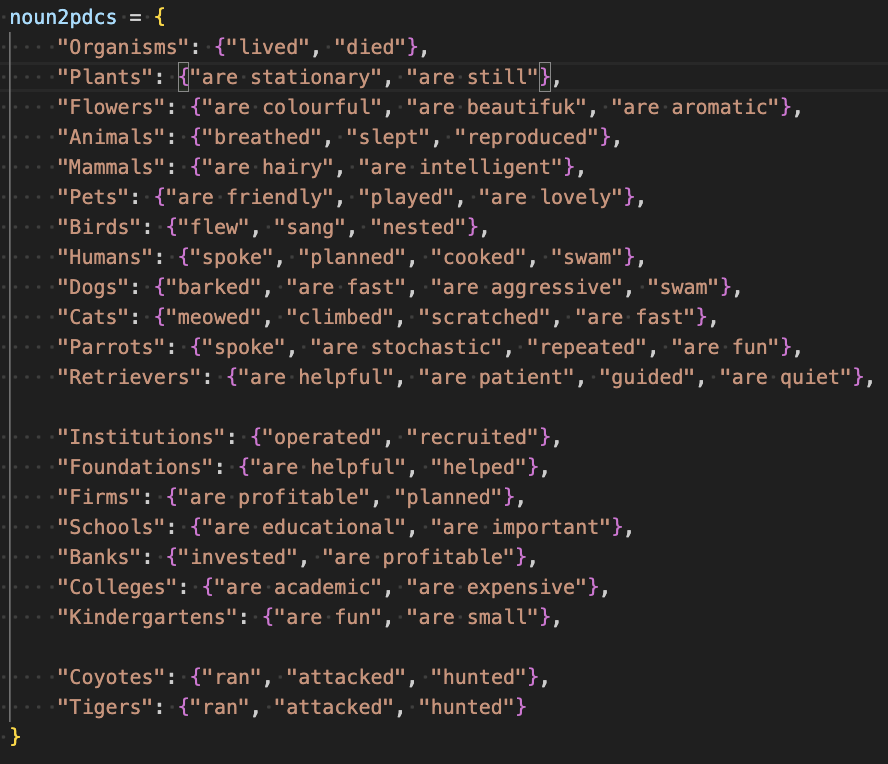 noun2pdcs = {
"Organisms": {"lived", "died"},
"Plants": {"are stationary", "are still"},
"Flowers": {"are colourful", "are beautifuk", "are aromatic"},
"Animals": {"breathed", "slept", "reproduced"},
"Mammals": {"are hairy", "are intelligent"},
"Pets": {"are friendly", "played", "are lovely"},
"Birds": {"flew", "sang", "nested"},
"Humans": {"spoke", "planned", "cooked", "swam"},
"Dogs": {"barked", "are fast", "are aggressive", "swam"},
"Cats": {"meowed", "climbed", "scratched", "are fast"},
"Parrots": {"spoke", "are stochastic", "repeated", "are fun"},
"Retrievers": {"are helpful", "are patient", "guided", "are quiet"},
"Institutions": {"operated", "recruited"},
"Foundations": {"are helpful", "helped"},
"Firms": {"are profitable", "planned"},
"Schools": {"are educational", "are important"},
"Banks": {"invested", "are profitable"},
"Colleges": {"are academic", "are expensive"},
"Kindergartens": {"are fun", "are small"},
"Coyotes": {"ran", "attacked", "hunted"},
"Tigers": {"ran", "attacked", "hunted"}
}